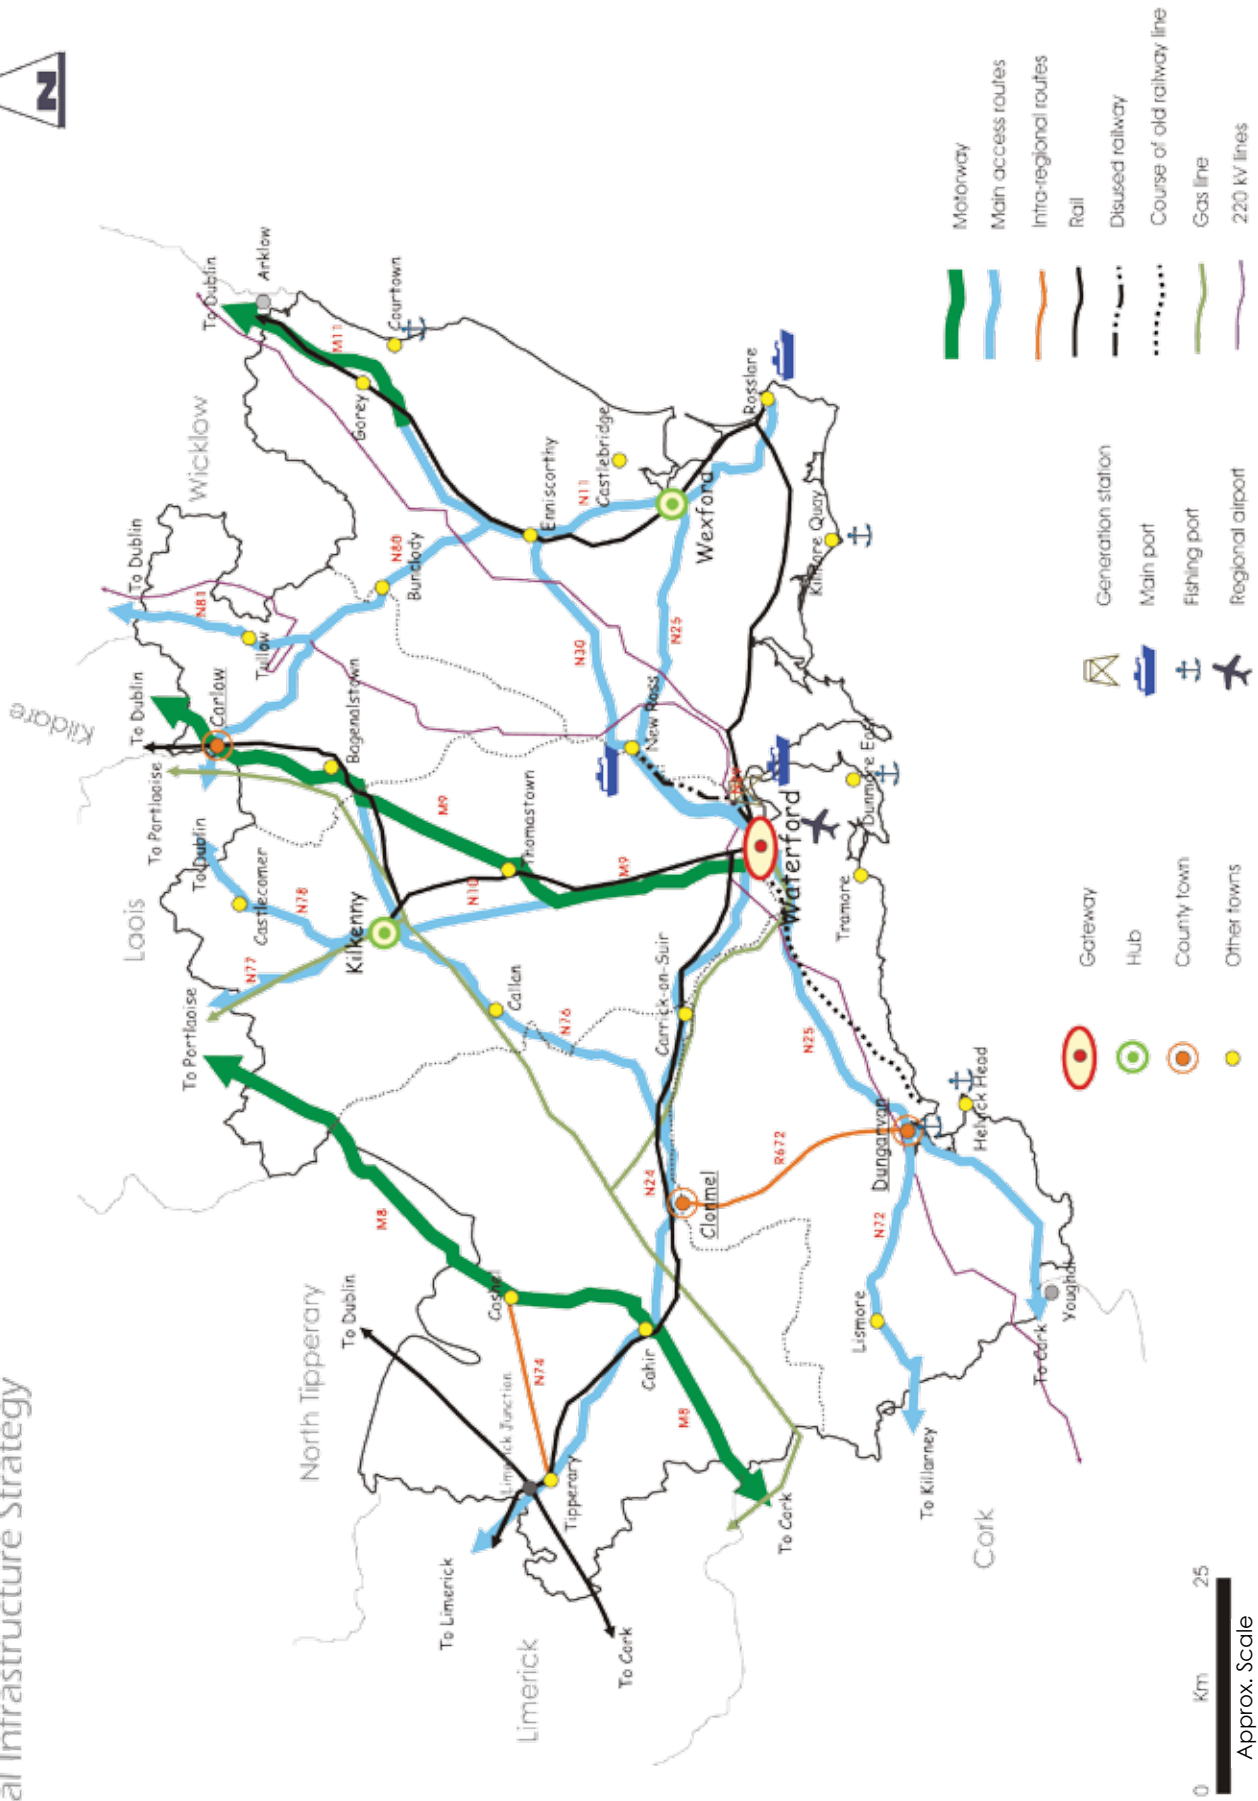 al Infrastructure Strategy
N
Kildare
Laois
Wicklow
North Tipperary
Limerick
Cork
To Dublin
Arklow
M11
Courtown
Gorey
To Dublin
N81
Tullow
N80
Bunclody
Enniscorthy
N11
Castlebridge
Wexford
Rosslare
Kilmore Quay
N25
N30
New Ross
To Dublin
Carlow
To Portlaoise
Bagenalstown
M9
Thomastown
M9
N10
To Dublin
Castlecomer
N78
N77
Kilkenny
To Portlaoise
Callan
N76
Carrick-on-Suir
Waterford
Dunmore East
Tramore
N25
Dungarvan
Helvick Head
R672
N24
Clonmel
N72
Lismore
Youghal
To Cork
To Killarney
M8
Cashel
To Dublin
N74
Limerick Junction
Tipperary
Cahir
M8
To Cork
To Limerick
To Cork
Motorway
Main access routes
Intra-regional routes
Rail
Disused railway
Course of old railway line
Gas line
220 kV lines
Generation station
Main port
Fishing port
Regional airport
Gateway
Hub
County town
Other towns
0 Km 25
Approx. Scale